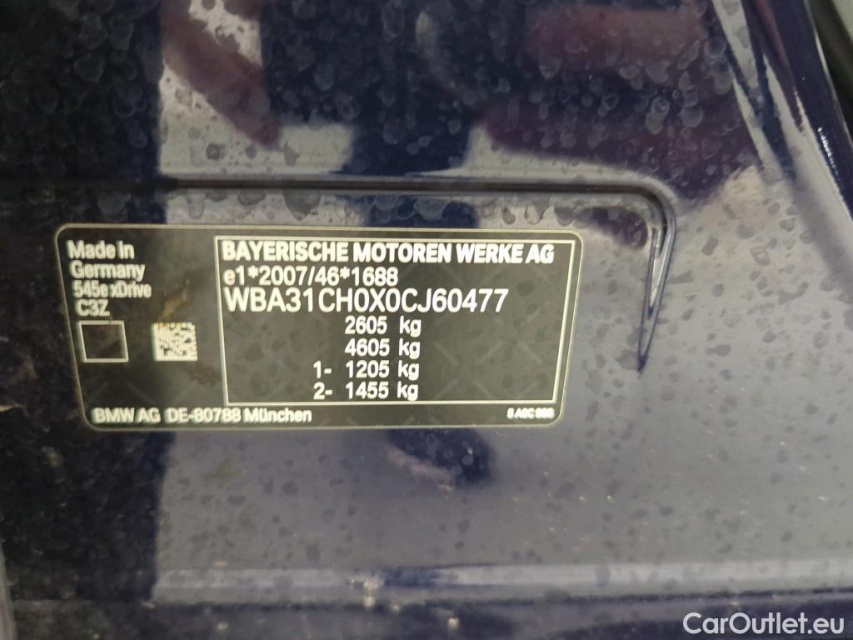 Made in
Germany
545e xDrive
C3Z
BAYERISCHE MOTOREN WERKE AG
e1*2007/46*1688
WBA31CH0X0CJ60477
2605 kg
4605 kg
1- 1205 kg
2- 1455 kg
BMW AG DE-80788 München
CarOutlet.eu